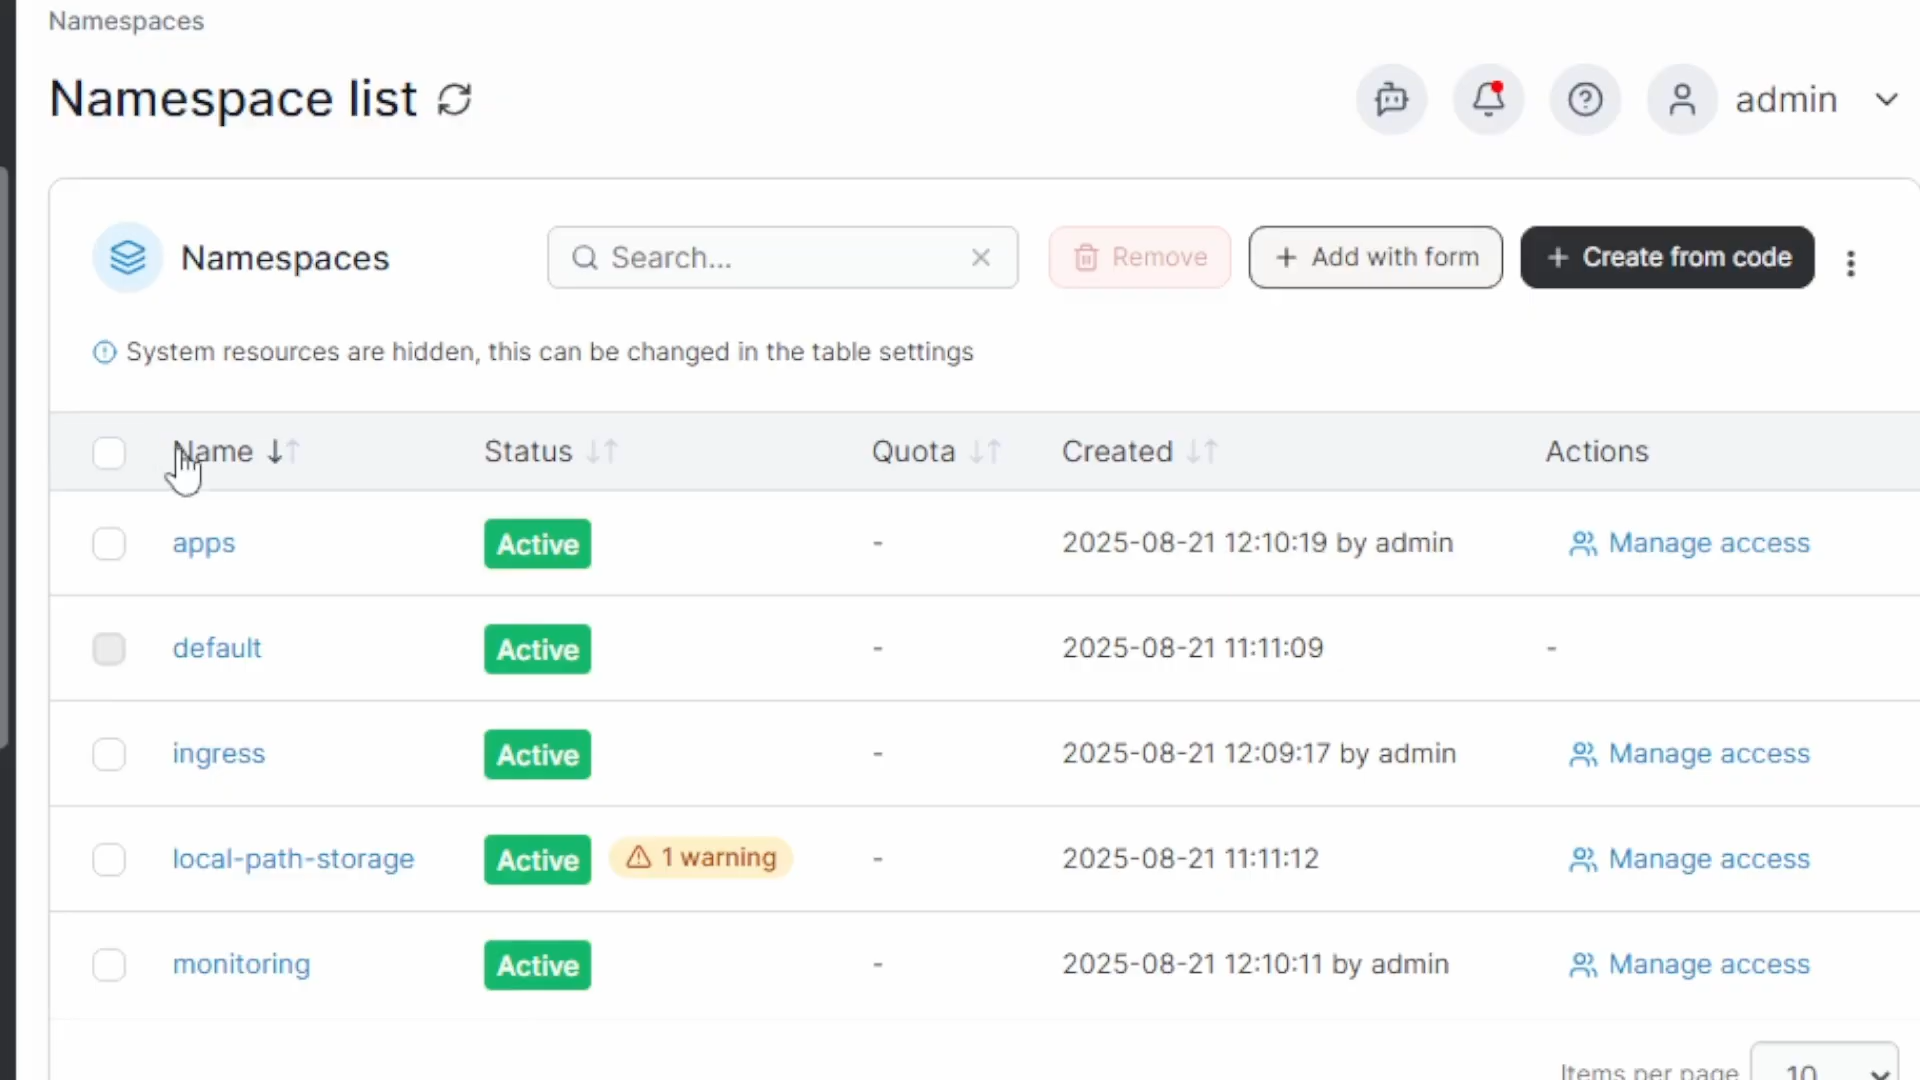 Namespaces
Namespace list
admin
Namespaces
Search...
Remove
+ Add with form
+ Create from code
System resources are hidden, this can be changed in the table settings
Name Status Quota Created Actions
apps Active - 2025-08-21 12:10:19 by admin Manage access
default Active - 2025-08-21 11:11:09 -
ingress Active - 2025-08-21 12:09:17 by admin Manage access
local-path-storage Active 1 warning - 2025-08-21 11:11:12 Manage access
monitoring Active - 2025-08-21 12:10:11 by admin Manage access
Items per page 10